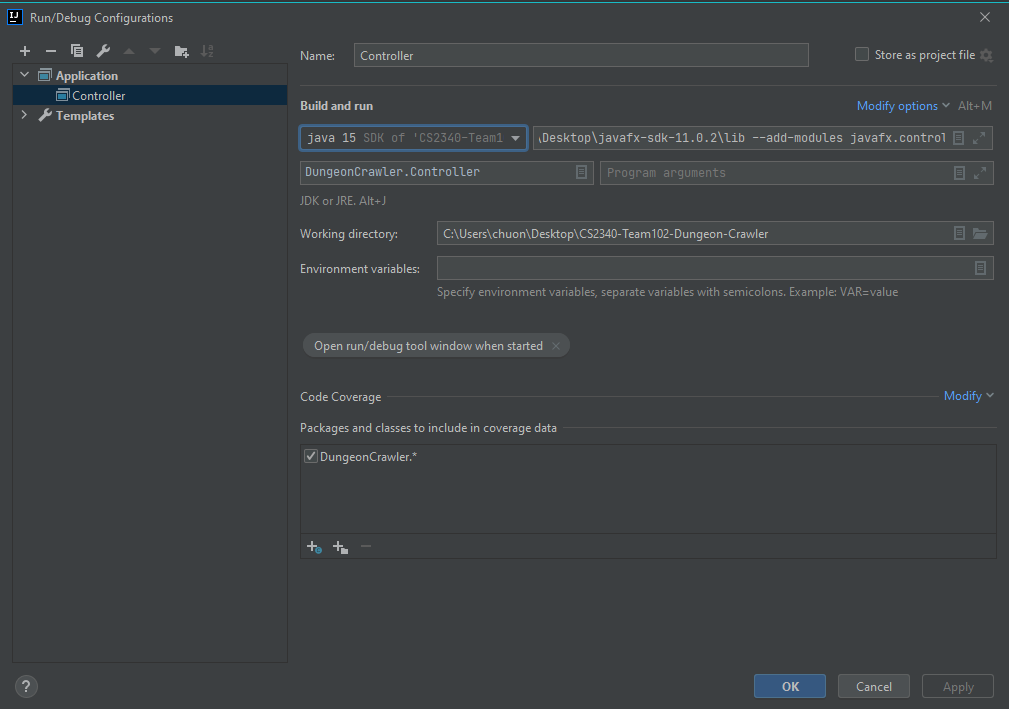 Run/Debug Configurations
Application
Controller
Templates
Name: Controller Store as project file
Build and run Modify options Alt+M
java 15 SDK of 'CS2340-Team1 \Desktop\javafx-sdk-11.0.2\lib --add-modules javafx.control
DungeonCrawler.Controller Program arguments
JDK or JRE. Alt+J
Working directory: C:\Users\chuon\Desktop\CS2340-Team102-Dungeon-Crawler
Environment variables:
Specify environment variables, separate variables with semicolons. Example: VAR=value
Open run/debug tool window when started
Code Coverage Modify
Packages and classes to include in coverage data
DungeonCrawler.*
? OK Cancel Apply